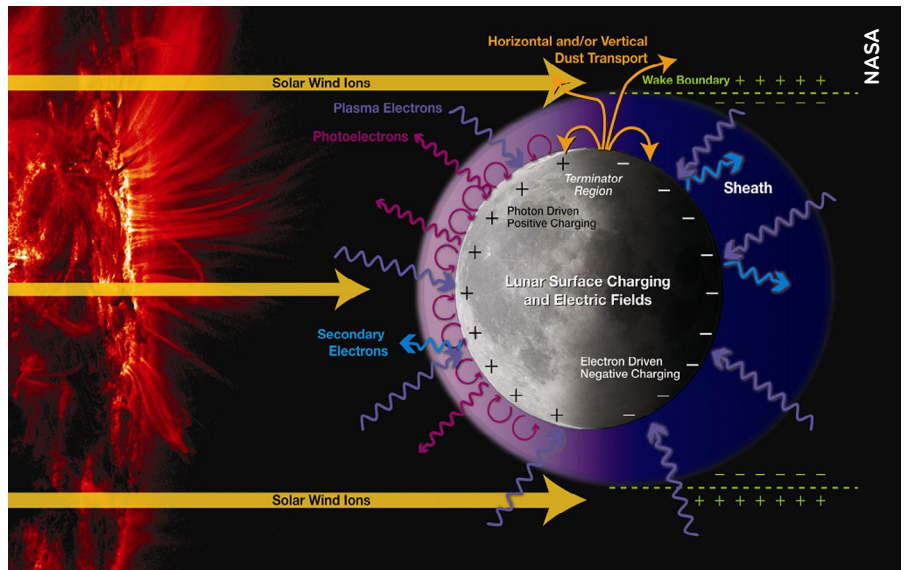 NASA
Horizontal and/or Vertical
Dust Transport
Solar Wind Ions
Wake Boundary + + + + + +
− − − − − −
Plasma Electrons
Photoelectrons
Terminator
Region
Sheath
Photon Driven
Positive Charging
Lunar Surface Charging
and Electric Fields
Secondary
Electrons
Electron Driven
Negative Charging
− − − − − −
Solar Wind Ions
+ + + + + +